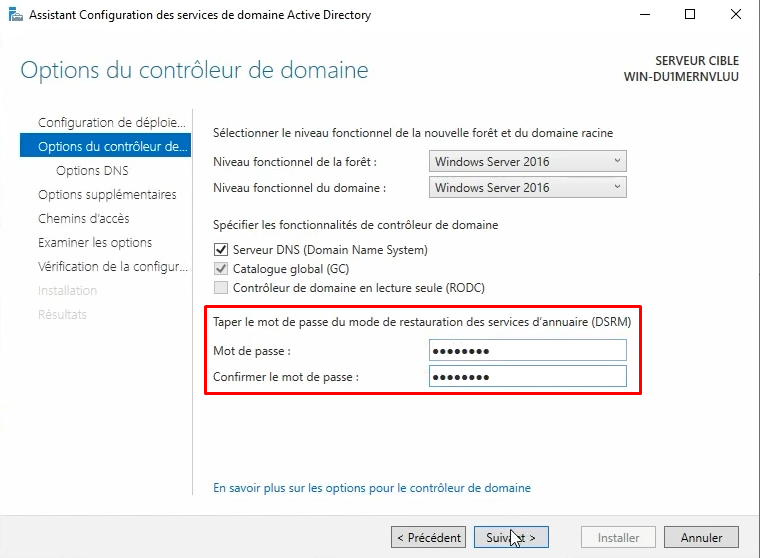 Assistant Configuration des services de domaine Active Directory
Options du contrôleur de domaine
SERVEUR CIBLE
WIN-DU1MERNVLUU
Configuration de déploie...
Options du contrôleur de...
Options DNS
Options supplémentaires
Chemins d'accès
Examiner les options
Vérification de la configur...
Installation
Résultats
Sélectionner le niveau fonctionnel de la nouvelle forêt et du domaine racine
Niveau fonctionnel de la forêt : Windows Server 2016
Niveau fonctionnel du domaine : Windows Server 2016
Spécifier les fonctionnalités de contrôleur de domaine
Serveur DNS (Domain Name System)
Catalogue global (GC)
Contrôleur de domaine en lecture seule (RODC)
Taper le mot de passe du mode de restauration des services d'annuaire (DSRM)
Mot de passe : ●●●●●●●●
Confirmer le mot de passe : ●●●●●●●●
En savoir plus sur les options pour le contrôleur de domaine
< Précédent Suivant > Installer Annuler